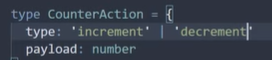 type CounterAction = {
type: 'increment' | 'decrement'
payload: number